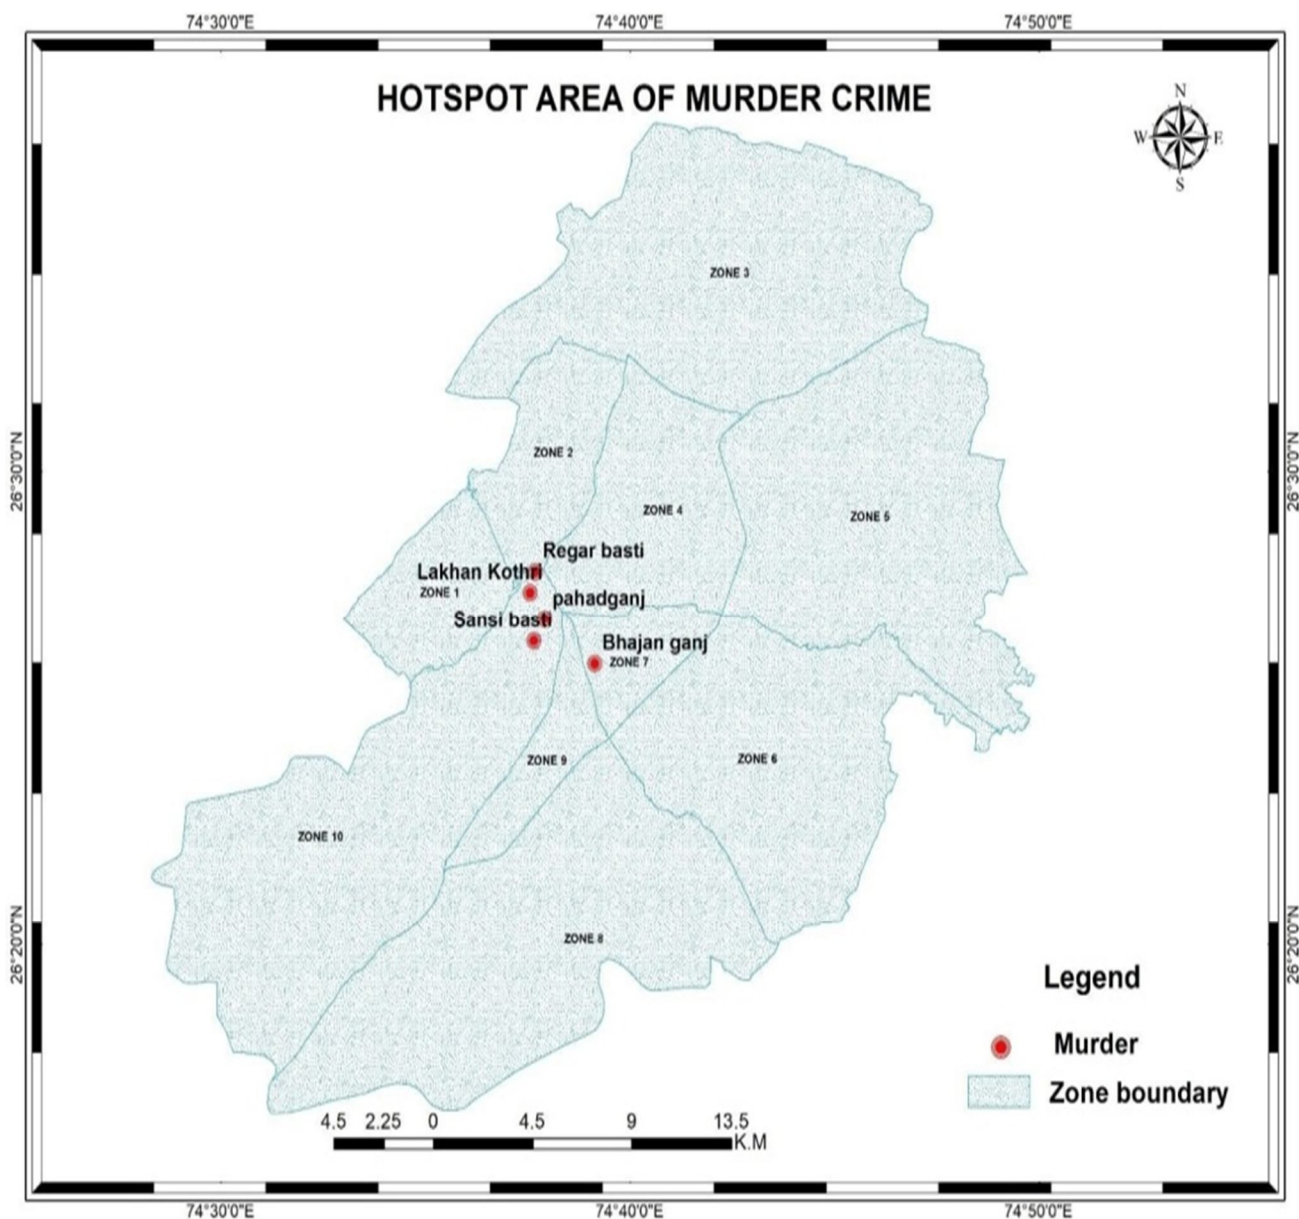 74°30'0"E 74°40'0"E 74°50'0"E
HOTSPOT AREA OF MURDER CRIME
N
W E
S
ZONE 3
26°30'0"N 26°30'0"N
ZONE 2
ZONE 4
ZONE 5
Regar basti
Lakhan Kothri
ZONE 1
pahadganj
Sansi basti
Bhajan ganj
ZONE 7
ZONE 9
ZONE 6
ZONE 10
ZONE 8
26°20'0"N 26°20'0"N
Legend
Murder
Zone boundary
4.5 2.25 0 4.5 9 13.5
K.M
74°30'0"E 74°40'0"E 74°50'0"E